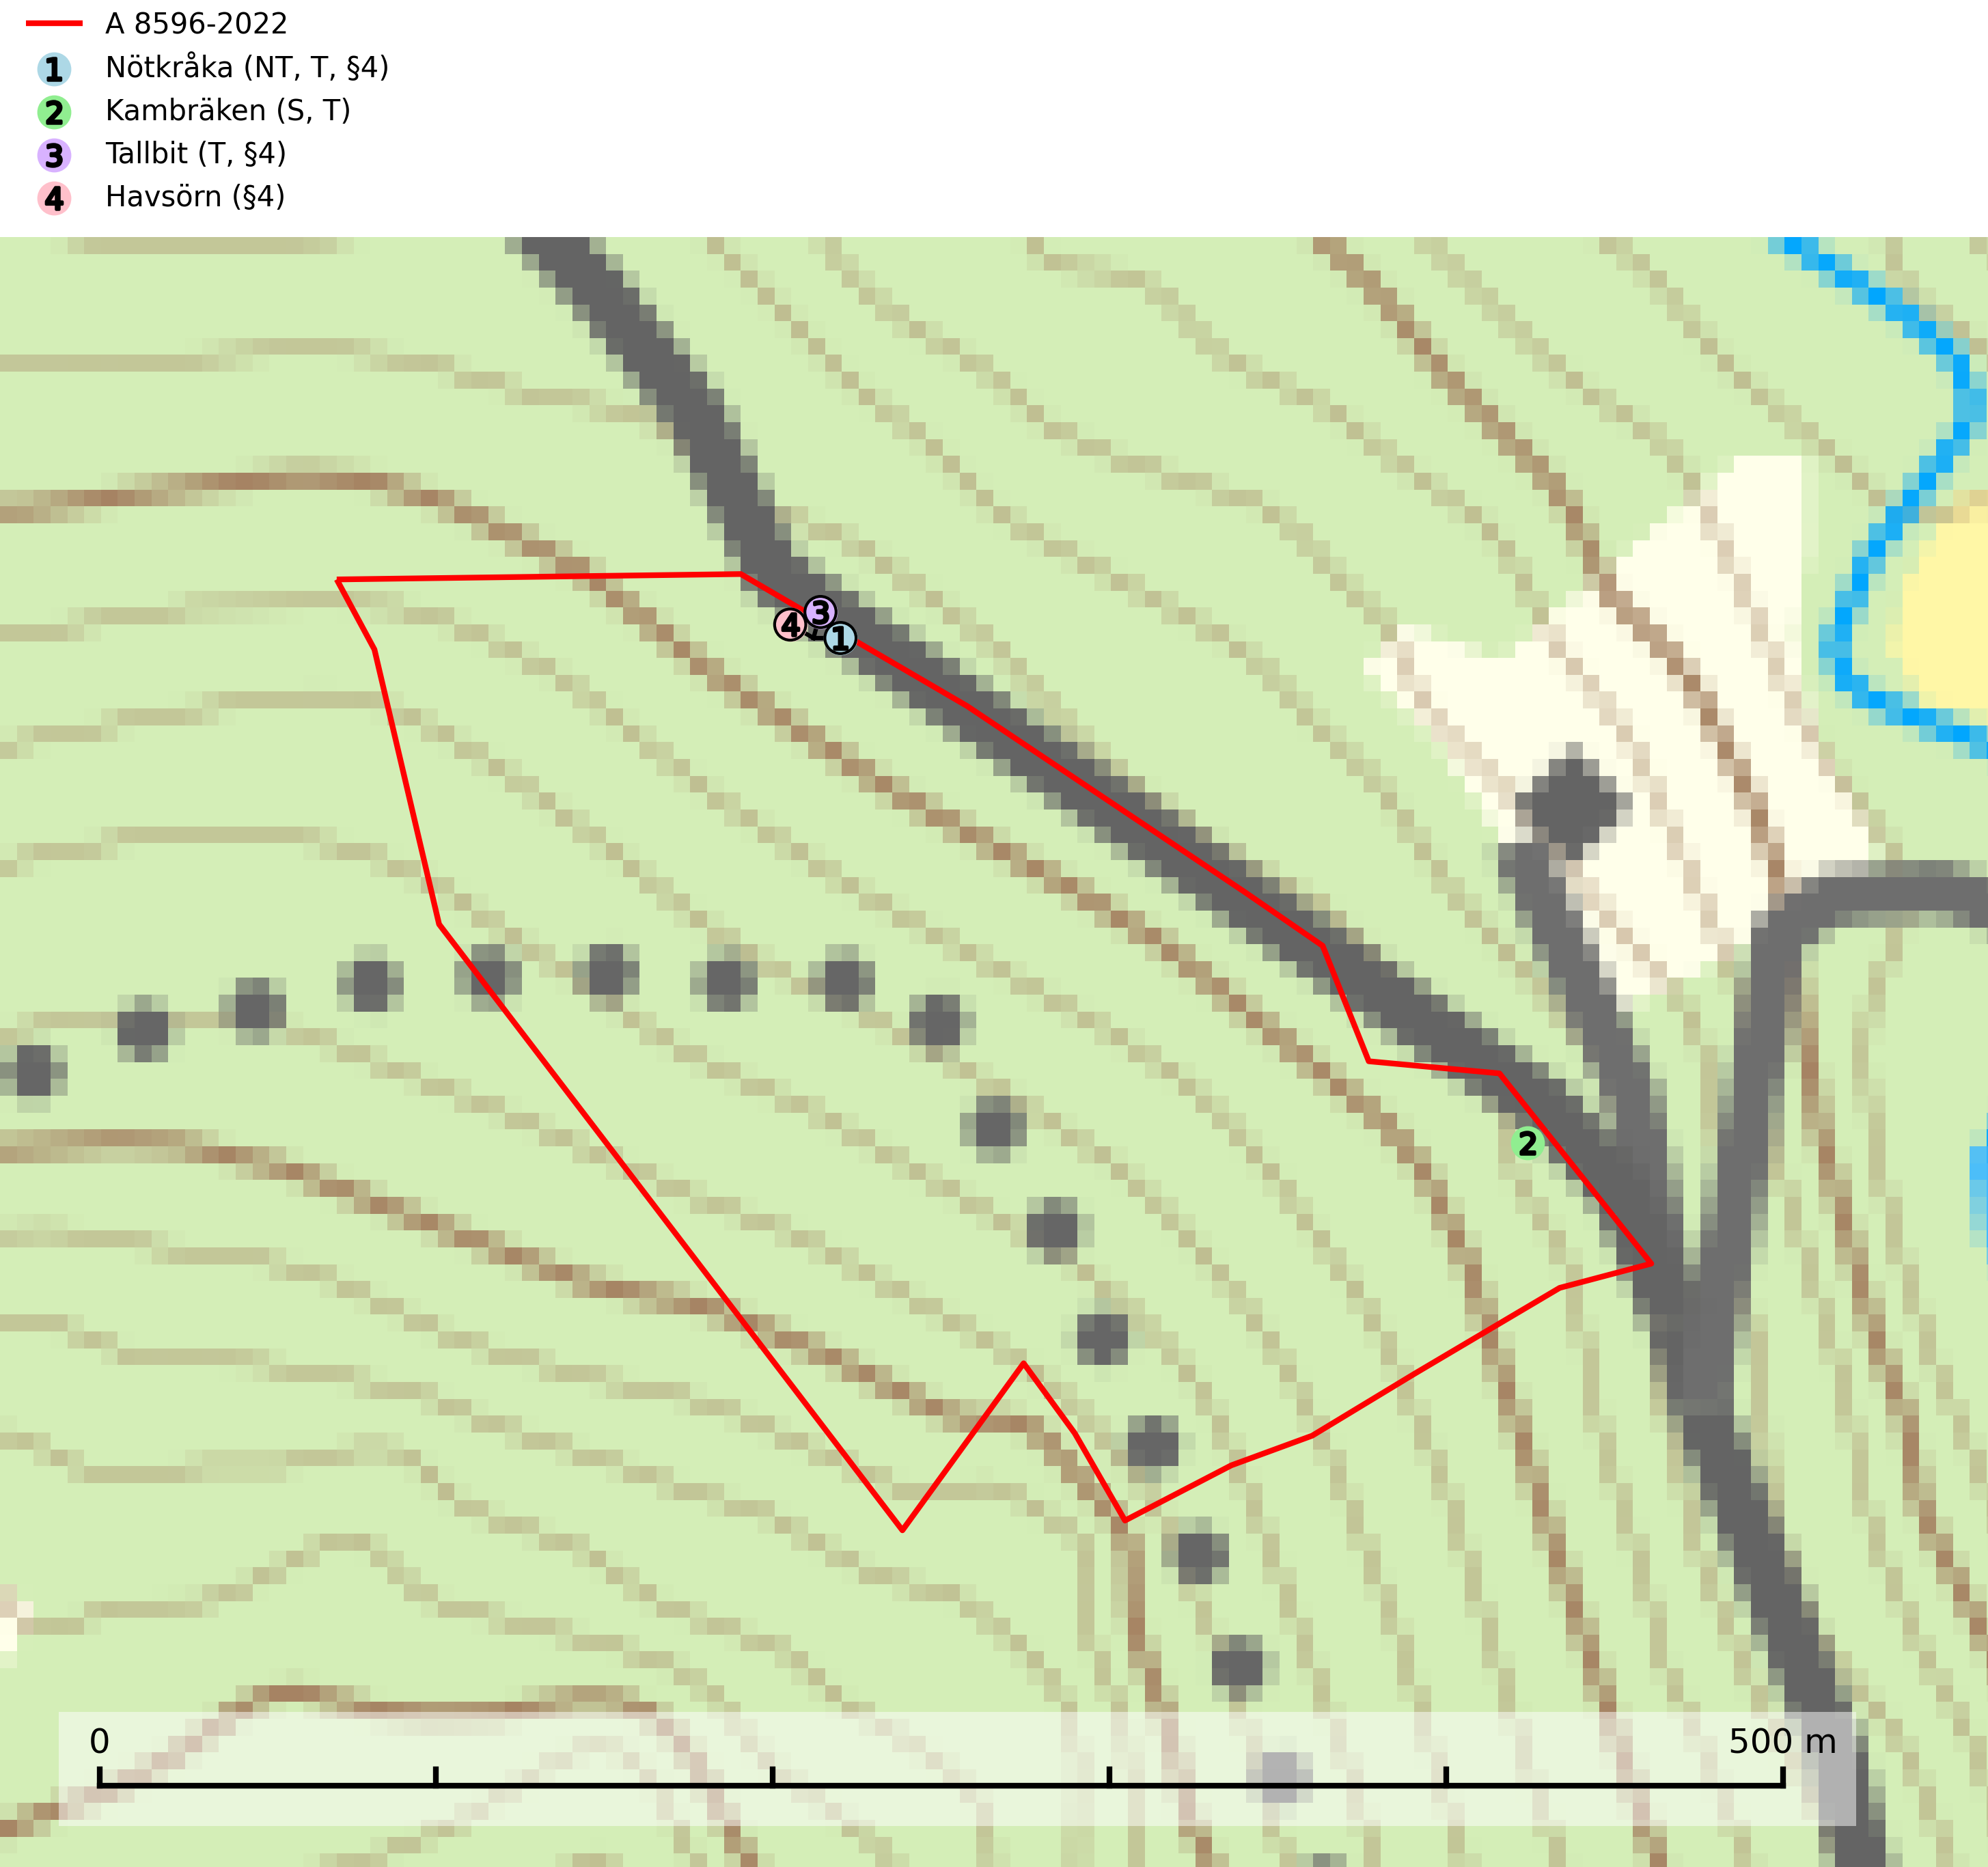 A 8596-2022
1 Nötkråka (NT, T, §4)
2 Kambräken (S, T)
3 Tallbit (T, §4)
4 Havsörn (§4)
3
4 1
2
0 500 m